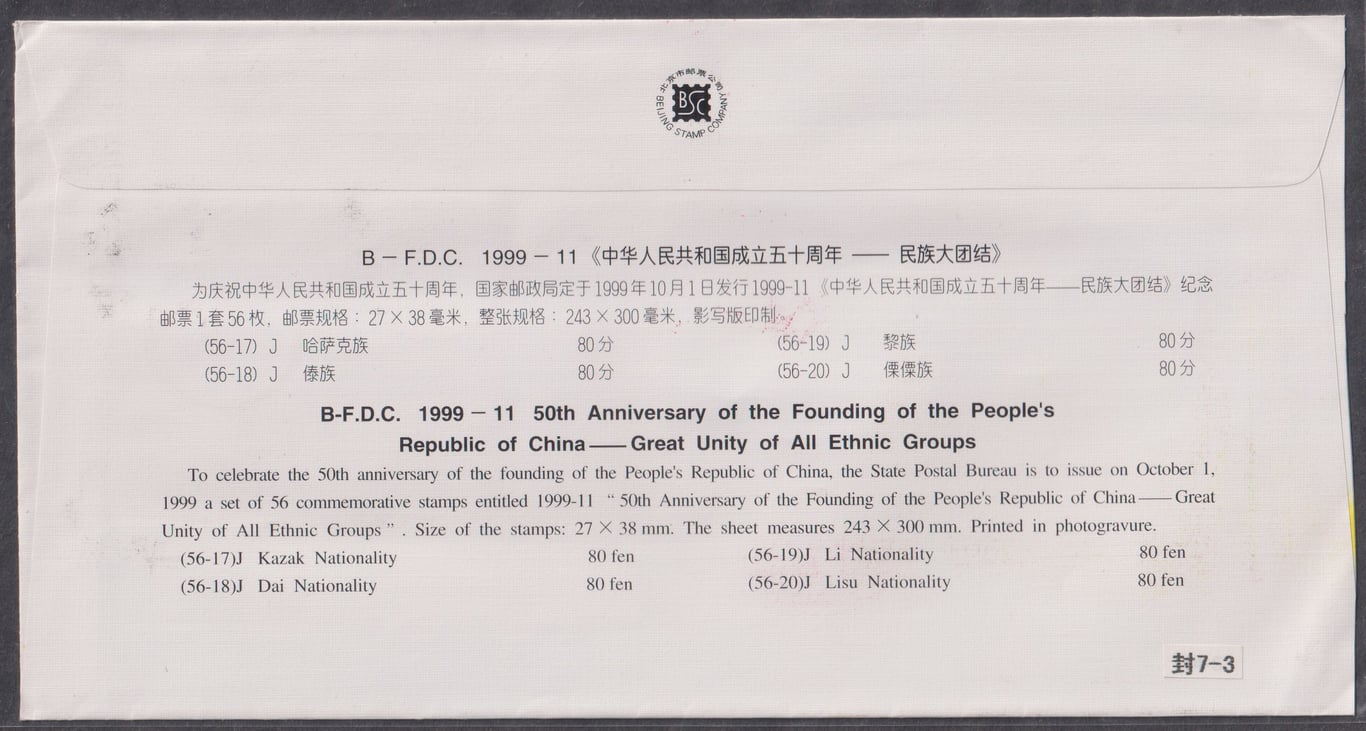 北京市邮票公司
BSC
BEIJING STAMP COMPANY
B — F.D.C. 1999 — 11《中华人民共和国成立五十周年 —— 民族大团结》
为庆祝中华人民共和国成立五十周年，国家邮政局定于1999年10月1日发行1999-11《中华人民共和国成立五十周年——民族大团结》纪念
邮票1套56枚，邮票规格：27×38毫米，整张规格：243×300毫米，影写版印制。
(56-17) J 哈萨克族 80分 (56-19) J 黎族 80分
(56-18) J 傣族 80分 (56-20) J 傈僳族 80分
B-F.D.C. 1999 — 11 50th Anniversary of the Founding of the People's
Republic of China —— Great Unity of All Ethnic Groups
To celebrate the 50th anniversary of the founding of the People's Republic of China, the State Postal Bureau is to issue on October 1,
1999 a set of 56 commemorative stamps entitled 1999-11 “ 50th Anniversary of the Founding of the People's Republic of China —— Great
Unity of All Ethnic Groups ” . Size of the stamps: 27 × 38 mm. The sheet measures 243 × 300 mm. Printed in photogravure.
(56-17)J Kazak Nationality 80 fen (56-19)J Li Nationality 80 fen
(56-18)J Dai Nationality 80 fen (56-20)J Lisu Nationality 80 fen
封7-3